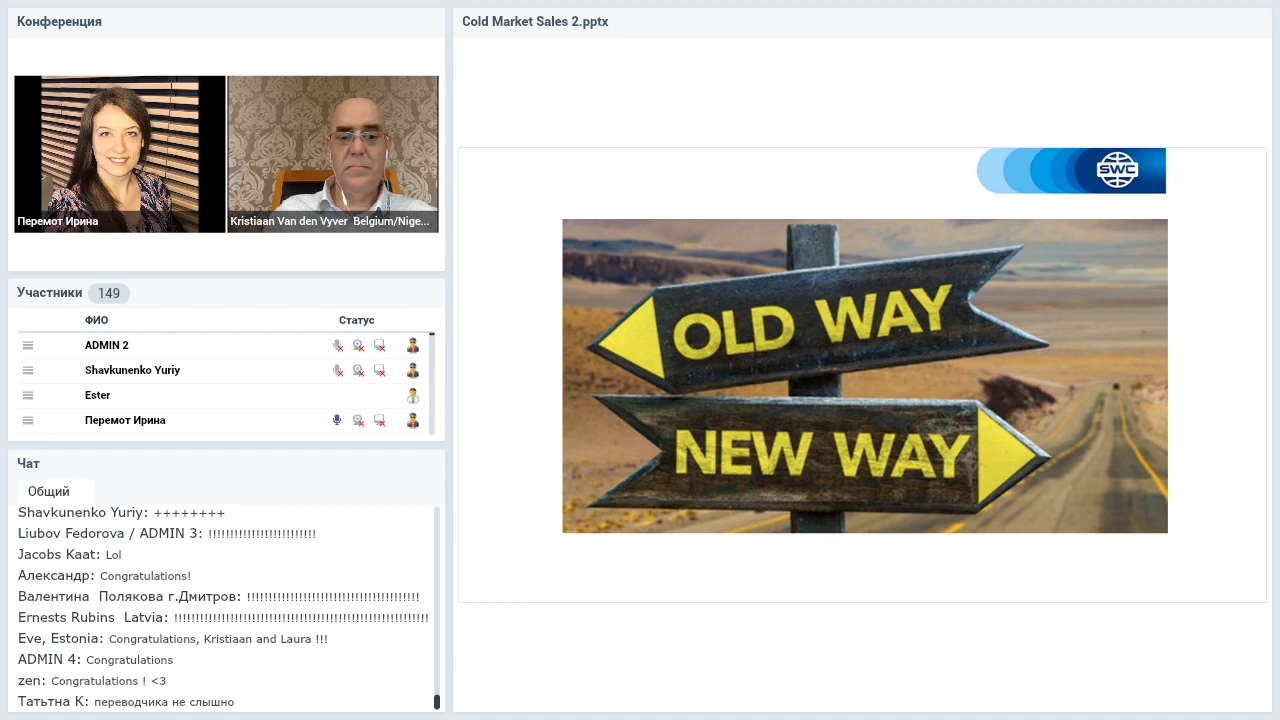 Конференция
Перемот Ирина
Kristiaan Van den Vyver  Belgium/Nige...
Участники 149
ФИО Статус
ADMIN 2
Shavkunenko Yuriy
Ester
Перемот Ирина
Чат
Общий
Shavkunenko Yuriy: ++++++++
Liubov Fedorova / ADMIN 3: !!!!!!!!!!!!!!!!!!!!!!!!!
Jacobs Kaat: Lol
Александр: Congratulations!
Валентина  Полякова г.Дмитров: !!!!!!!!!!!!!!!!!!!!!!!!!!!!!!!!!!!!!!!!
Ernests Rubins  Latvia: !!!!!!!!!!!!!!!!!!!!!!!!!!!!!!!!!!!!!!!!!!!!!!!!!!!!!!!!!!!
Eve, Estonia: Congratulations, Kristiaan and Laura !!!
ADMIN 4: Congratulations
zen: Congratulations ! <3
Татьтна К: переводчика не слышно
Cold Market Sales 2.pptx
SWC
OLD WAY
NEW WAY